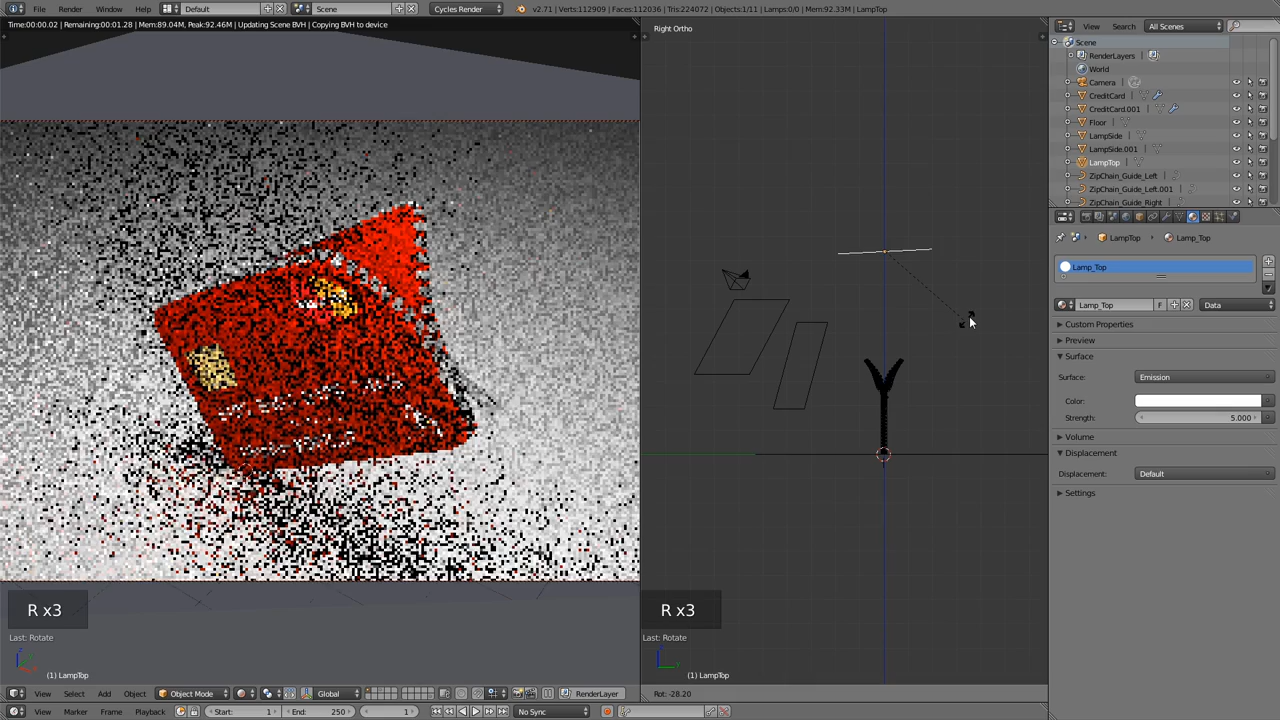 File Render Window Help Default Scene Cycles Render v2.71 | Verts:112909 | Faces:112036 | Tris:224072 | Objects:1/11 | Lamps:0/0 | Mem:92.33M | LampTop
Time:00:00.02 | Remaining:00:01.28 | Mem:89.04M, Peak:92.46M | Updating Scene BVH | Copying BVH to device
Right Ortho
View Search All Scenes
Scene
RenderLayers
World
Camera
CreditCard
CreditCard.001
Floor
LampSide
LampSide.001
LampTop
ZipChain_Guide_Left
ZipChain_Guide_Left.001
ZipChain_Guide_Right
LampTop Lamp_Top
Lamp_Top
Lamp_Top F Data
Custom Properties
Preview
Surface
Surface: Emission
Color:
Strength: 5.000
Volume
Displacement
Displacement: Default
Settings
R x3
Last: Rotate
z
(1) LampTop
R x3
Last: Rotate
z
y
(1) LampTop
View Select Add Object Object Mode Global RenderLayer
Rot: -28.20
View Marker Frame Playback Start: 1 End: 250 1 No Sync